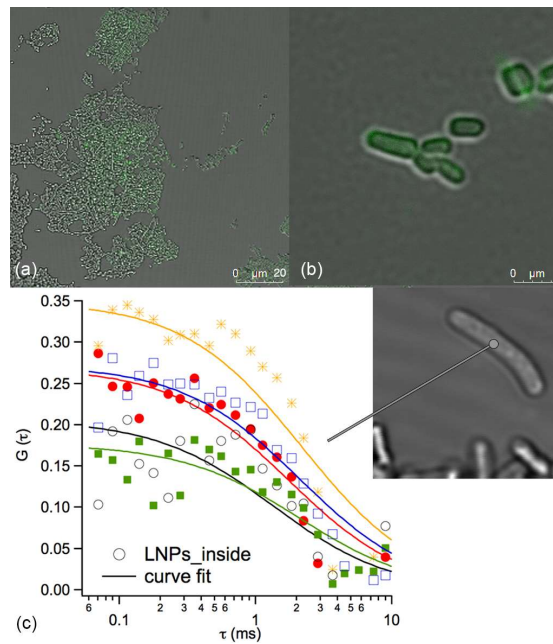 (a)
0 µm 20
(b)
0 µm
G (τ)
0.35
0.30
0.25
0.20
0.15
0.10
0.05
0.00
LNPs_inside
curve fit
6 0.1 2 3 4 5 6 1 2 3 4 5 6 10
τ (ms)
(c)